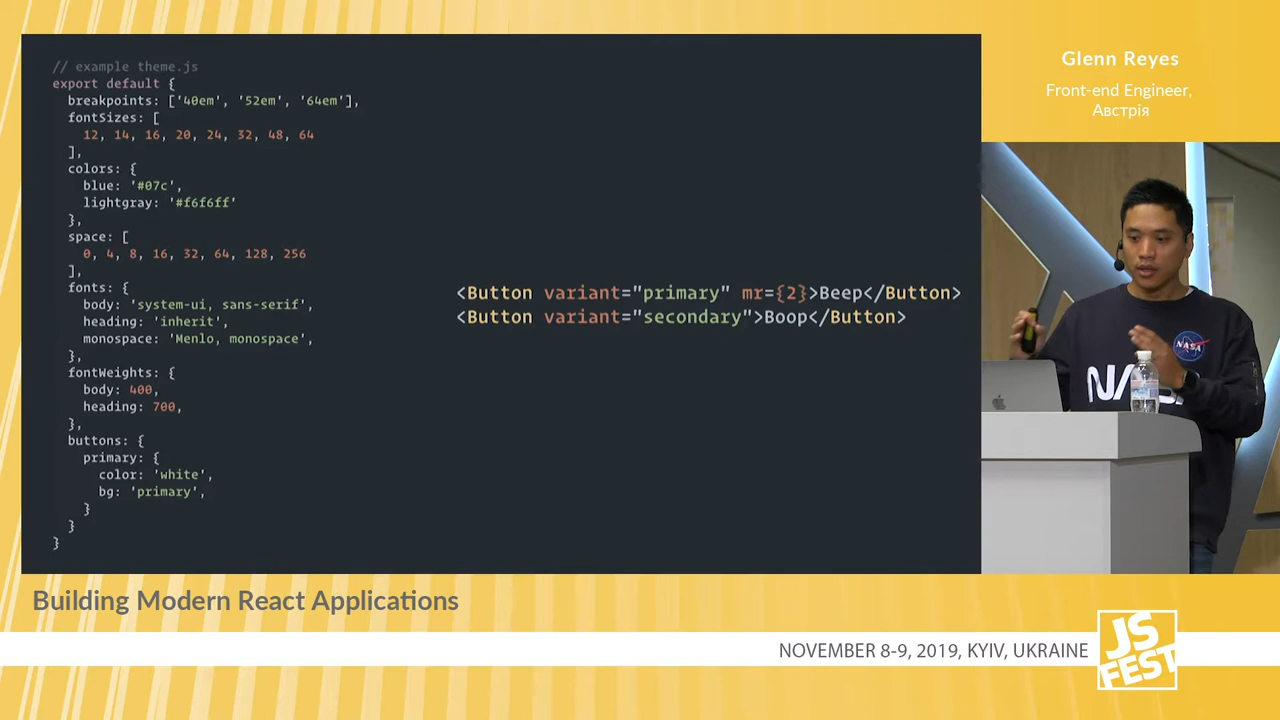 // example theme.js
export default {
breakpoints: ['40em', '52em', '64em'],
fontSizes: [
12, 14, 16, 20, 24, 32, 48, 64
],
colors: {
blue: '#07c',
lightgray: '#f6f6ff'
},
space: [
0, 4, 8, 16, 32, 64, 128, 256
],
fonts: {
body: 'system-ui, sans-serif',
heading: 'inherit',
monospace: 'Menlo, monospace',
},
fontWeights: {
body: 400,
heading: 700,
},
buttons: {
primary: {
color: 'white',
bg: 'primary',
}
}
}
<Button variant="primary" mr={2}>Beep</Button>
<Button variant="secondary">Boop</Button>
Glenn Reyes
Front-end Engineer,
Австрія
NASA
Building Modern React Applications
NOVEMBER 8-9, 2019, KYIV, UKRAINE
JS
FEST